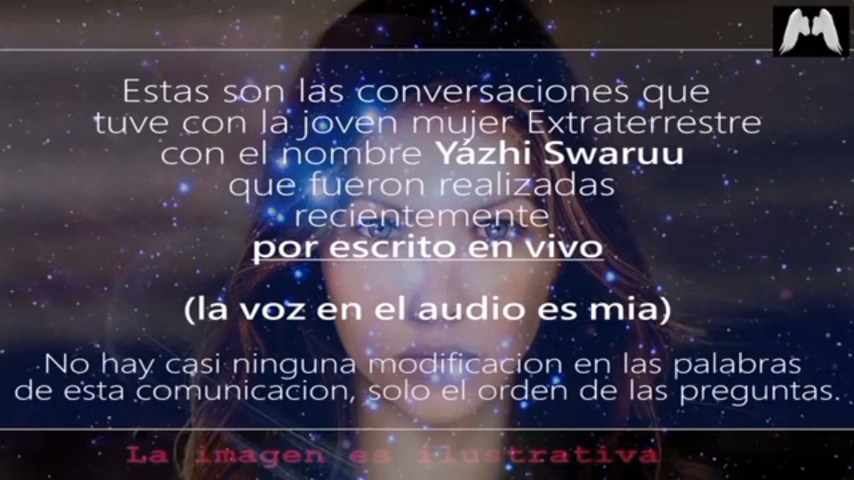 Estas son las conversaciones que
tuve con la joven mujer Extraterrestre
con el nombre Yázhi Swaruu
que fueron realizadas
recientemente
por escrito en vivo
(la voz en el audio es mia)
No hay casi ninguna modificacion en las palabras
de esta comunicacion, solo el orden de las preguntas.
La imagen es ilustrativa